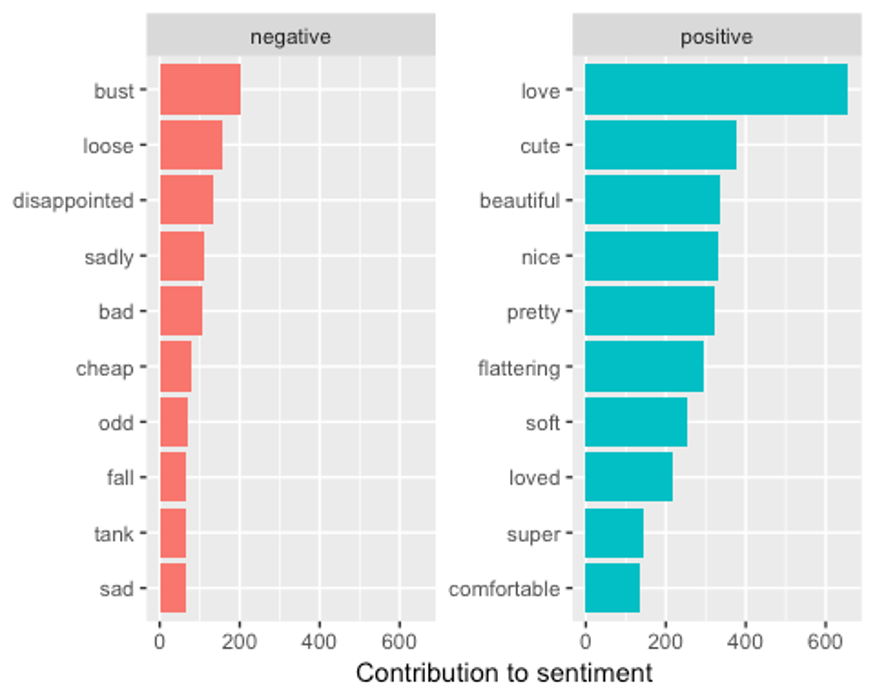 negative
bust
loose
disappointed
sadly
bad
cheap
odd
fall
tank
sad
0 200 400 600
positive
love
cute
beautiful
nice
pretty
flattering
soft
loved
super
comfortable
0 200 400 600
Contribution to sentiment